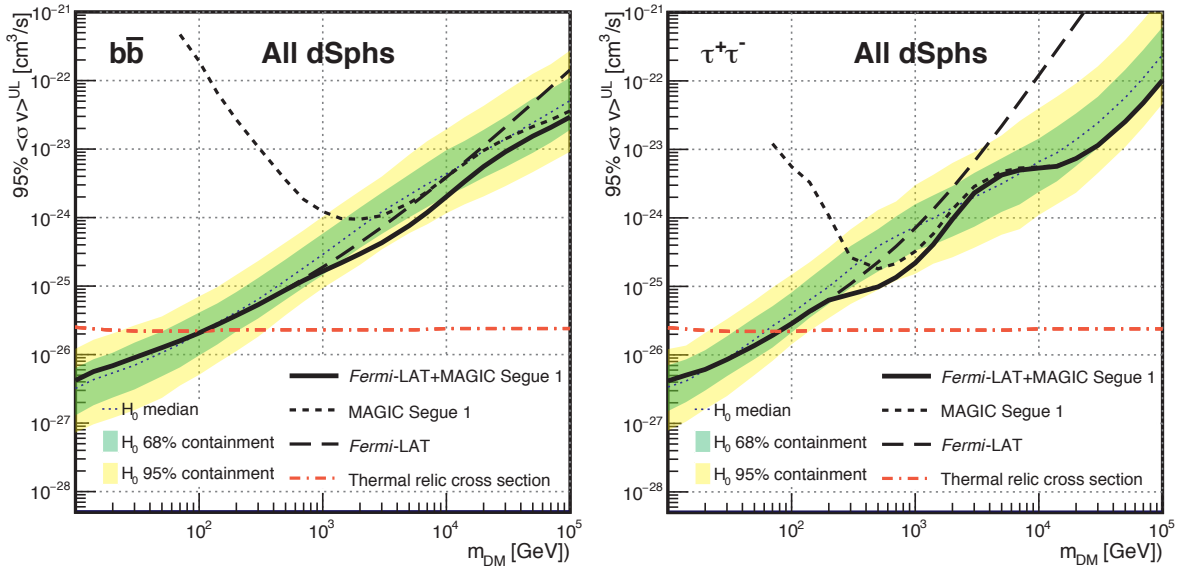 95% <σ v>^UL [cm³/s]
bb̅
All dSphs
10⁻²¹
10⁻²²
10⁻²³
10⁻²⁴
10⁻²⁵
10⁻²⁶
10⁻²⁷
10⁻²⁸
H₀ median
H₀ 68% containment
H₀ 95% containment
Fermi-LAT+MAGIC Segue 1
MAGIC Segue 1
Fermi-LAT
Thermal relic cross section
10²
10³
10⁴
10⁵
m_DM [GeV])
95% <σ v>^UL [cm³/s]
τ⁺τ⁻
All dSphs
10⁻²¹
10⁻²²
10⁻²³
10⁻²⁴
10⁻²⁵
10⁻²⁶
10⁻²⁷
10⁻²⁸
H₀ median
H₀ 68% containment
H₀ 95% containment
Fermi-LAT+MAGIC Segue 1
MAGIC Segue 1
Fermi-LAT
Thermal relic cross section
10²
10³
10⁴
10⁵
m_DM [GeV])